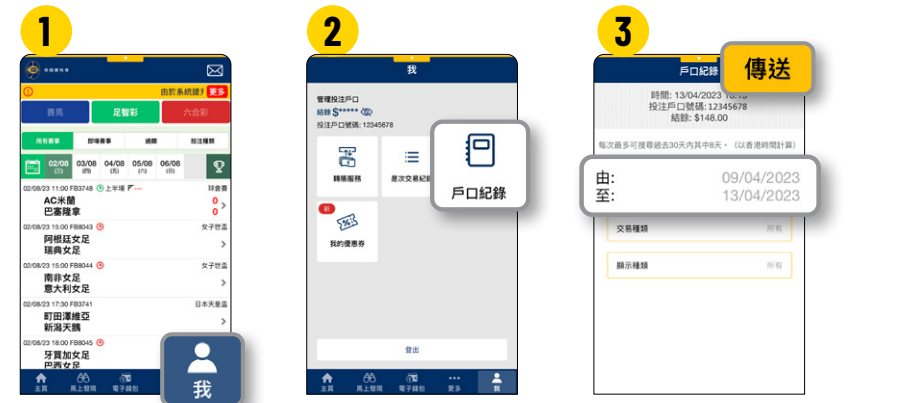 1
由於系統提升 更多
賽馬 足智彩 六合彩
所有賽事 即場賽事 過關 投注種類
02/08 03/08 04/08 05/08 06/08
(三) (四) (五) (六) (日)
02/08/23 11:00 FB3748 上半場 球會賽
AC米蘭 0
巴塞隆拿 0
02/08/23 15:00 FB8043 女子世盃
阿根廷女足
瑞典女足
02/08/23 15:00 FB8044 女子世盃
南非女足
意大利女足
02/08/23 17:30 FB3741 日本天皇盃
町田澤維亞
新潟天鵝
02/08/23 18:00 FB8045 女子世盃
牙買加女足
巴西女足
主頁 馬上發現 電子錢包
我
2
我
管理投注戶口
結餘 $*****
投注戶口號碼: 12345678
轉賬服務 是次交易紀錄
戶口紀錄
新
我的優惠券
登出
主頁 馬上發現 電子錢包 更多 我
3
戶口紀錄
傳送
時間: 13/04/2023
投注戶口號碼: 12345678
結餘: $148.00
每次最多可搜尋過去30天內其中8天。(以香港時間計算)
由: 09/04/2023
至: 13/04/2023
交易種類 所有
顯示種類 所有